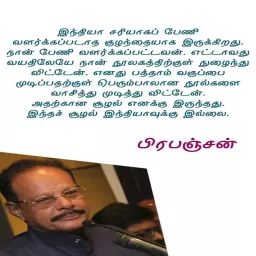 இந்தியா சரியாகப் பேணி
வளர்க்கப்படாத குழந்தையாக இருக்கிறது.
நான் பேணி வளர்க்கப்பட்டவன். எட்டாவது
வயதிலேயே நான் நூலகத்திற்குள் நுழைந்து
விட்டேன். எனது பத்தாம் வகுப்பை
முடிப்பதற்குள் பெரும்பாலான நூல்களை
வாசித்து முடித்து விட்டேன்.
அதற்கான சூழல் எனக்கு இருந்தது.
இந்தச் சூழல் இந்தியாவுக்கு இல்லை.
பிரபஞ்சன்